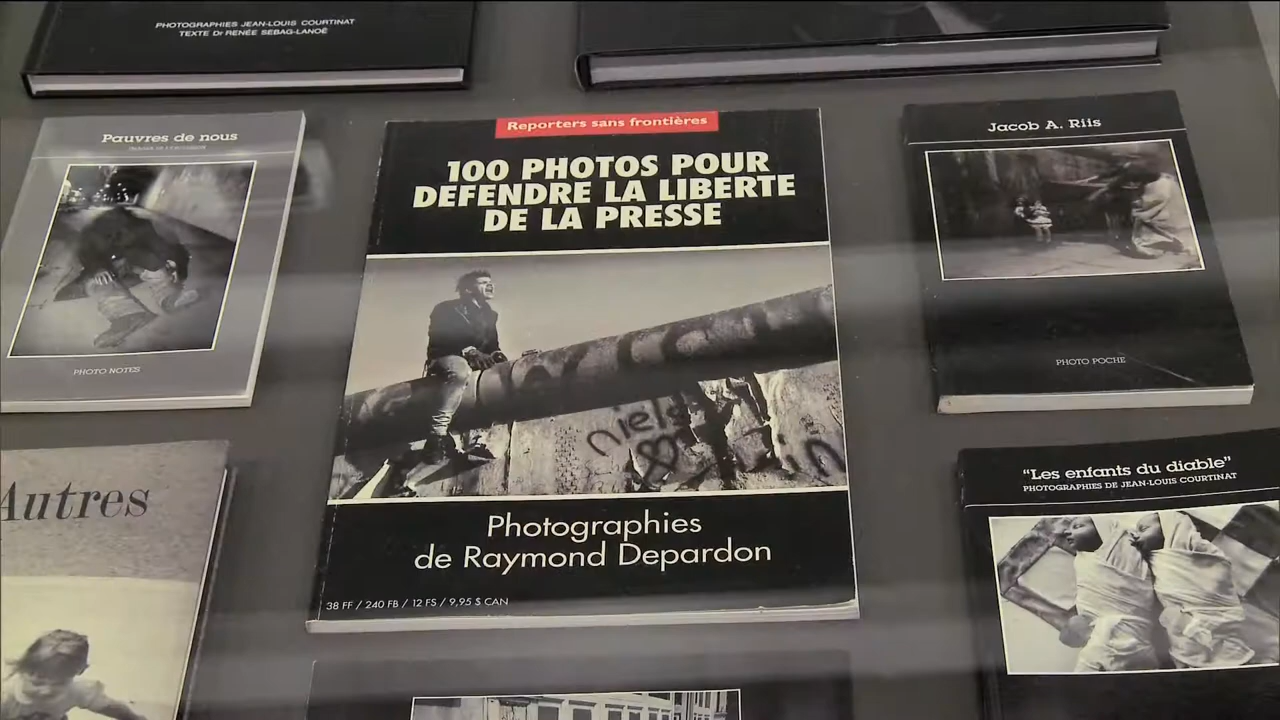 PHOTOGRAPHIES JEAN-LOUIS COURTINAT
TEXTE Dr RENÉE SEBAG-LANOË
Pauvres de nous
PHOTO NOTES
Reporters sans frontières
100 PHOTOS POUR
DEFENDRE LA LIBERTE
DE LA PRESSE
niels
in
Photographies
de Raymond Depardon
38 FF / 240 FB / 12 FS / 9,95 $ CAN
Jacob A. Riis
PHOTO POCHE
Autres
"Les enfants du diable"
PHOTOGRAPHIES DE JEAN-LOUIS COURTINAT